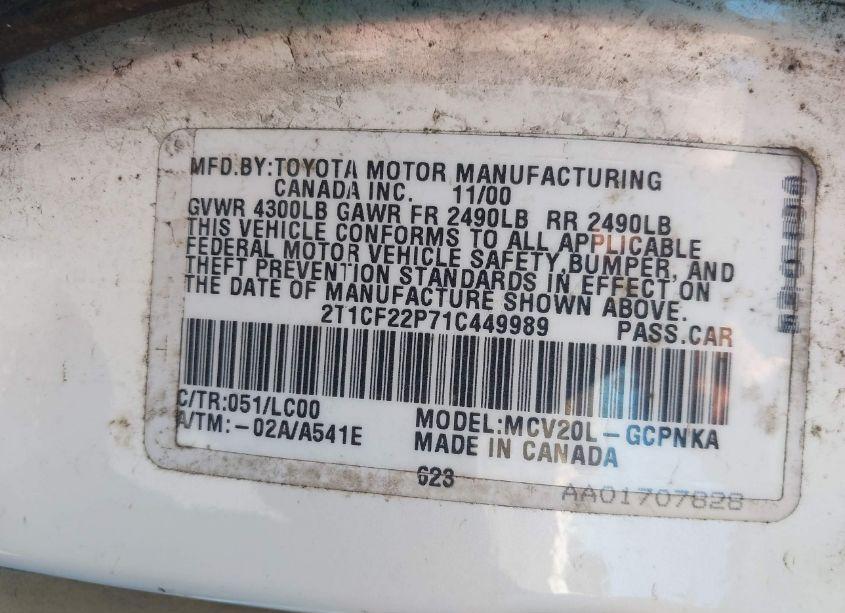 MFD.BY:TOYOTA MOTOR MANUFACTURING
CANADA INC. 11/00
GVWR 4300LB GAWR FR 2490LB RR 2490LB
THIS VEHICLE CONFORMS TO ALL APPLICABLE
FEDERAL MOTOR VEHICLE SAFETY,BUMPER, AND
THEFT PREVENTION STANDARDS IN EFFECT ON
THE DATE OF MANUFACTURE SHOWN ABOVE.
2T1CF22P71C449989 PASS.CAR
C/TR:051/LC00
A/TM:-02A/A541E
MODEL:MCV20L-GCPNKA
MADE IN CANADA
623
AA01707828